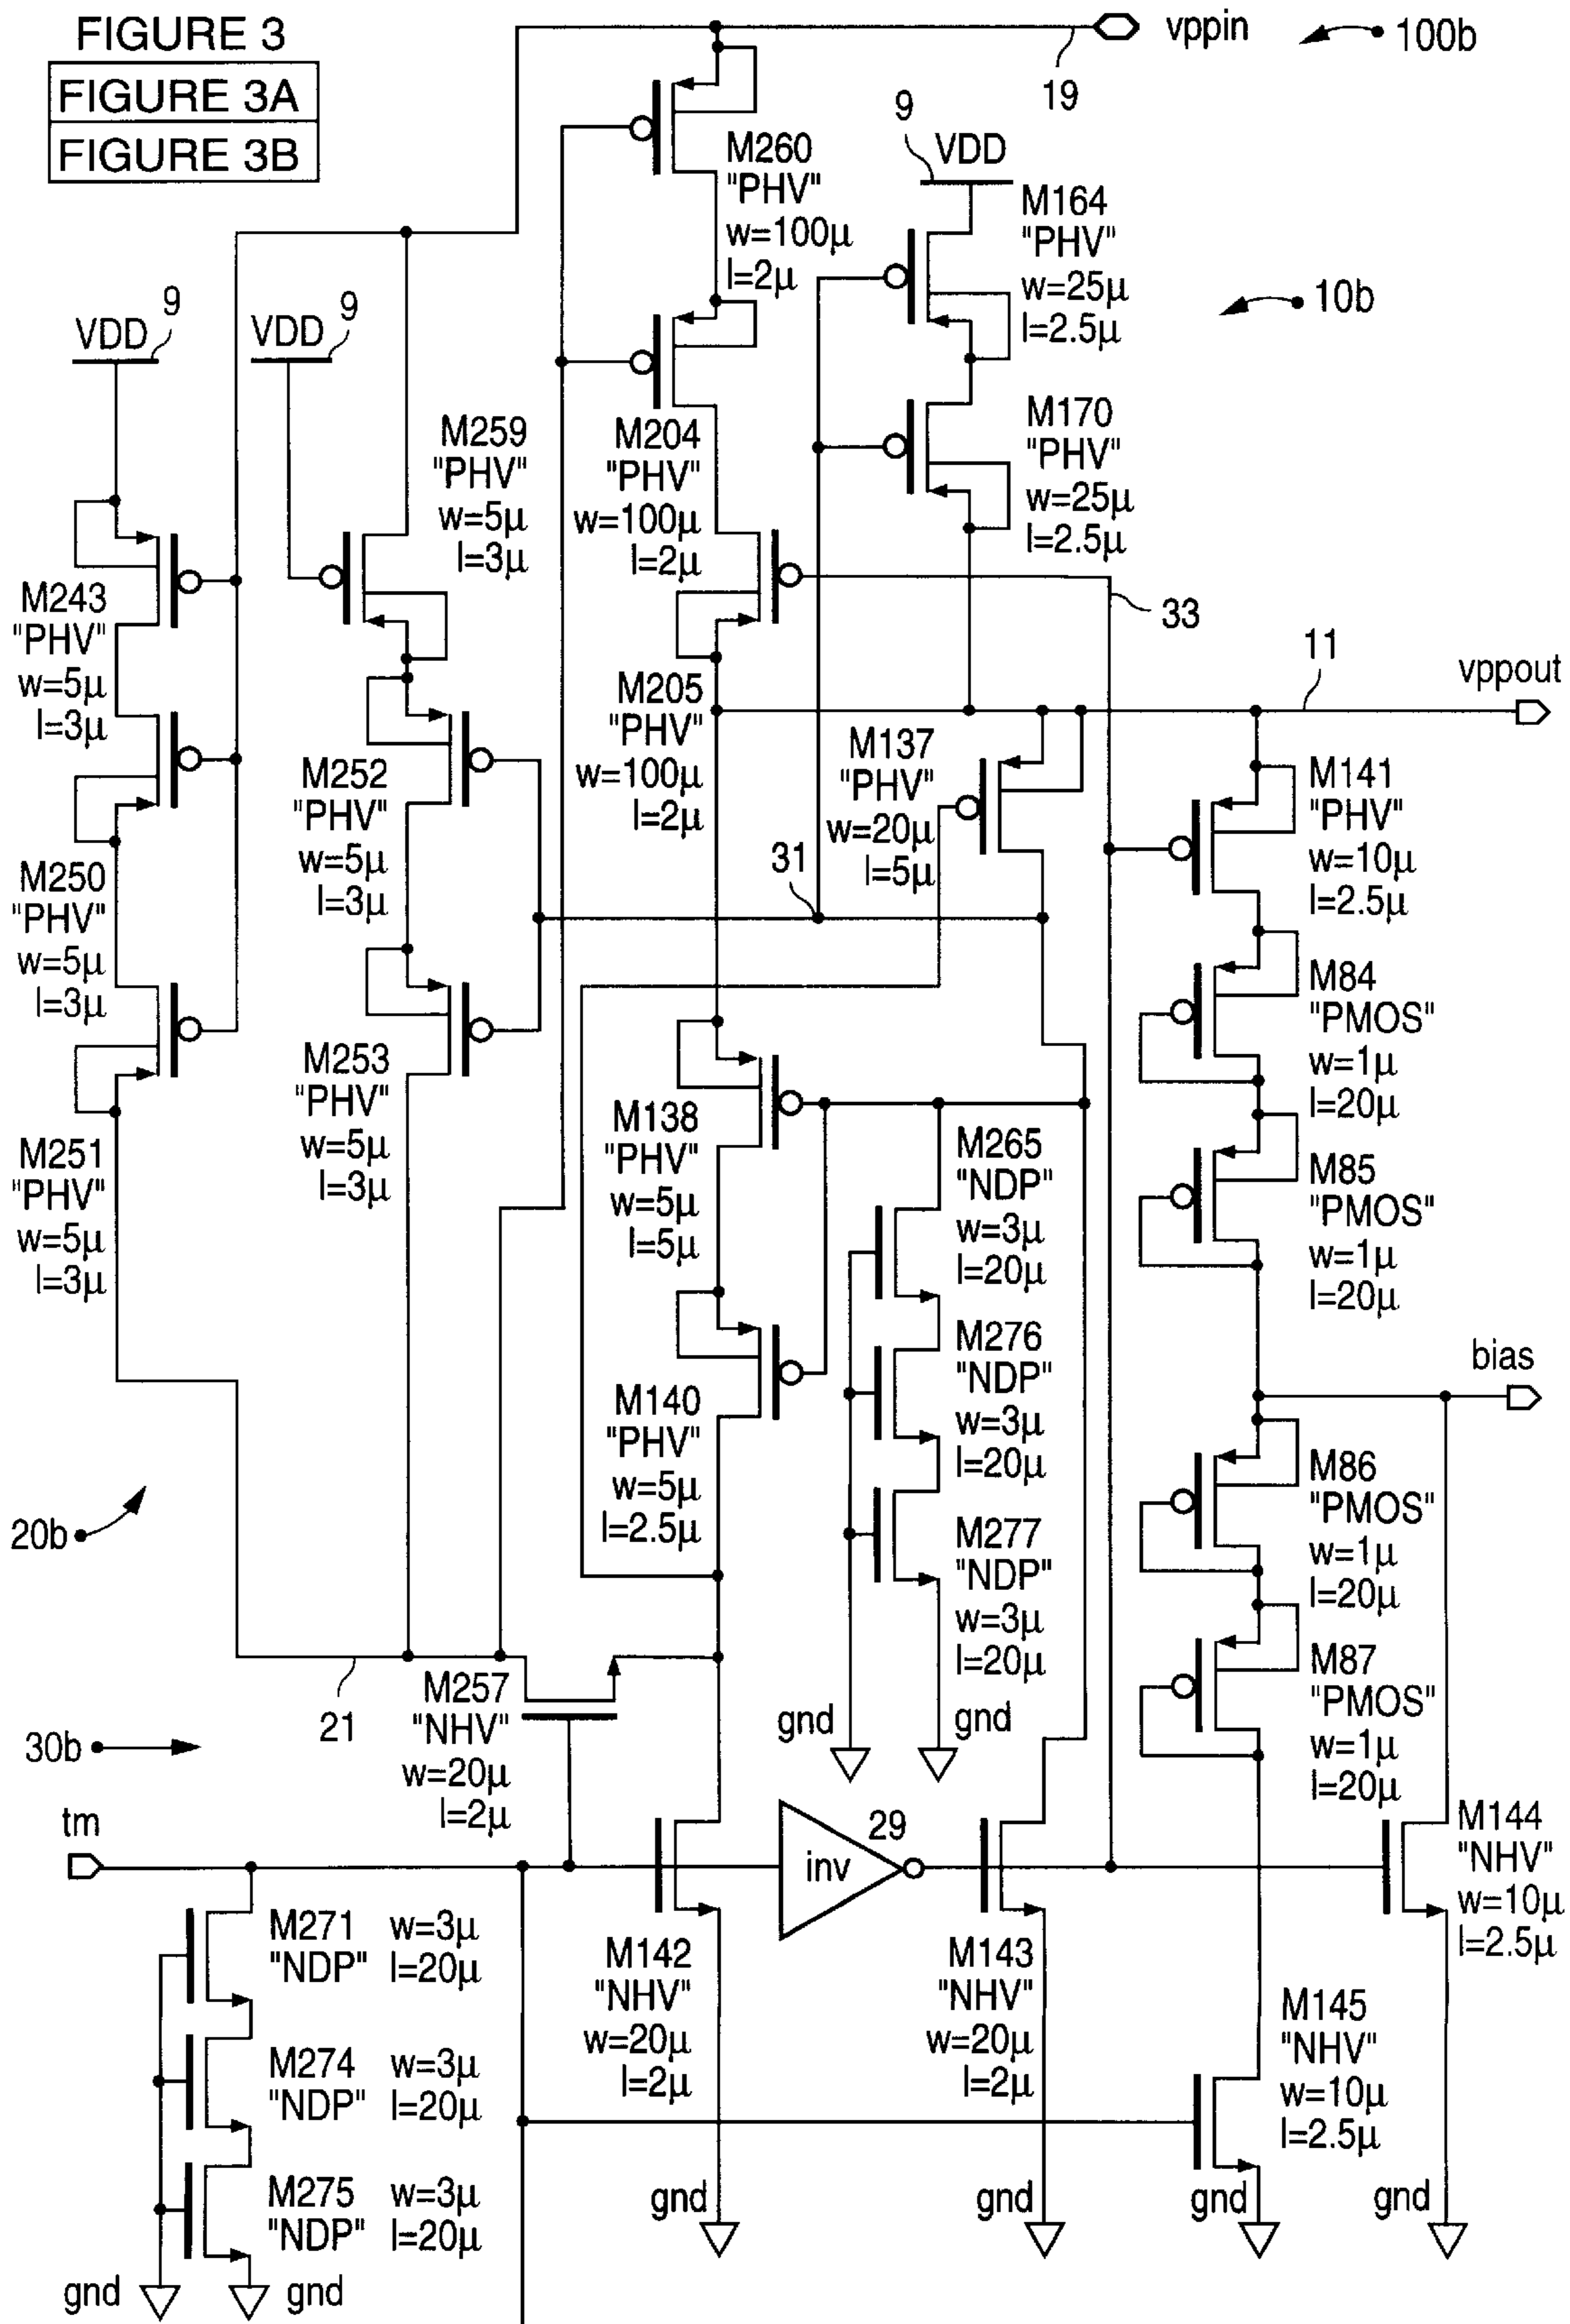 FIGURE 3
FIGURE 3A
FIGURE 3B
vppin
100b
19
9
VDD
M260
"PHV"
w=100µ
l=2µ
M164
"PHV"
w=25µ
l=2.5µ
10b
VDD
9
VDD
9
M259
"PHV"
w=5µ
l=3µ
M204
"PHV"
w=100µ
l=2µ
M170
"PHV"
w=25µ
l=2.5µ
M243
"PHV"
w=5µ
l=3µ
33
11
vppout
M205
"PHV"
w=100µ
l=2µ
M137
"PHV"
w=20µ
l=5µ
M252
"PHV"
w=5µ
l=3µ
M141
"PHV"
w=10µ
l=2.5µ
31
M250
"PHV"
w=5µ
l=3µ
M84
"PMOS"
w=1µ
l=20µ
M253
"PHV"
w=5µ
l=3µ
M138
"PHV"
w=5µ
l=5µ
M265
"NDP"
w=3µ
l=20µ
M251
"PHV"
w=5µ
l=3µ
M85
"PMOS"
w=1µ
l=20µ
M276
"NDP"
w=3µ
l=20µ
bias
M140
"PHV"
w=5µ
l=2.5µ
M86
"PMOS"
w=1µ
l=20µ
20b
M277
"NDP"
w=3µ
l=20µ
M257
"NHV"
w=20µ
l=2µ
21
gnd
gnd
M87
"PMOS"
w=1µ
l=20µ
30b
tm
29
inv
M144
"NHV"
w=10µ
l=2.5µ
M271 w=3µ
"NDP" l=20µ
M142
"NHV"
w=20µ
l=2µ
M143
"NHV"
w=20µ
l=2µ
M145
"NHV"
w=10µ
l=2.5µ
M274 w=3µ
"NDP" l=20µ
M275 w=3µ
"NDP" l=20µ
gnd
gnd
gnd
gnd
gnd
gnd